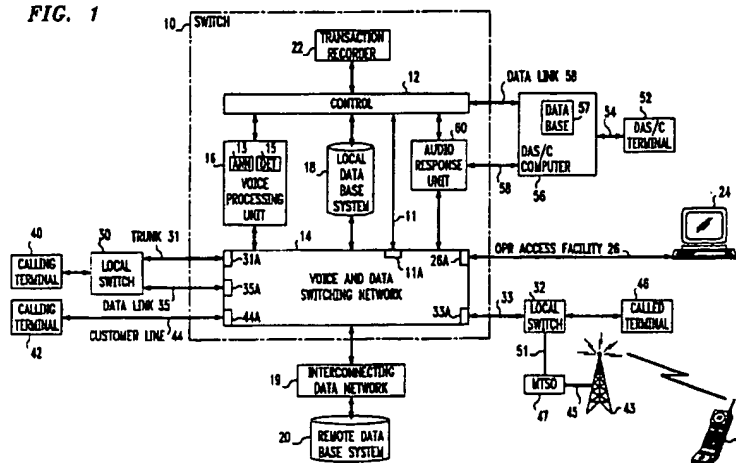 FIG. 1
10
SWITCH
22
TRANSACTION
RECORDER
12
CONTROL
DATA LINK 58
DATA
BASE
57
DAS/C
COMPUTER
56
54
52
DAS/C
TERMINAL
60
AUDIO
RESPONSE
UNIT
58
13
15
ANN
DET
16
VOICE
PROCESSING
UNIT
18
LOCAL
DATA
BASE
SYSTEM
11
24
OPR ACCESS FACILITY 26
14
VOICE AND DATA
SWITCHING NETWORK
31A
35A
44A
11A
26A
33A
40
CALLING
TERMINAL
30
LOCAL
SWITCH
TRUNK 31
DATA LINK 35
CALLING
TERMINAL
42
CUSTOMER LINE 44
33
32
LOCAL
SWITCH
46
CALLED
TERMINAL
51
MTSO
47
45
43
19
INTERCONNECTING
DATA NETWORK
20
REMOTE DATA
BASE SYSTEM